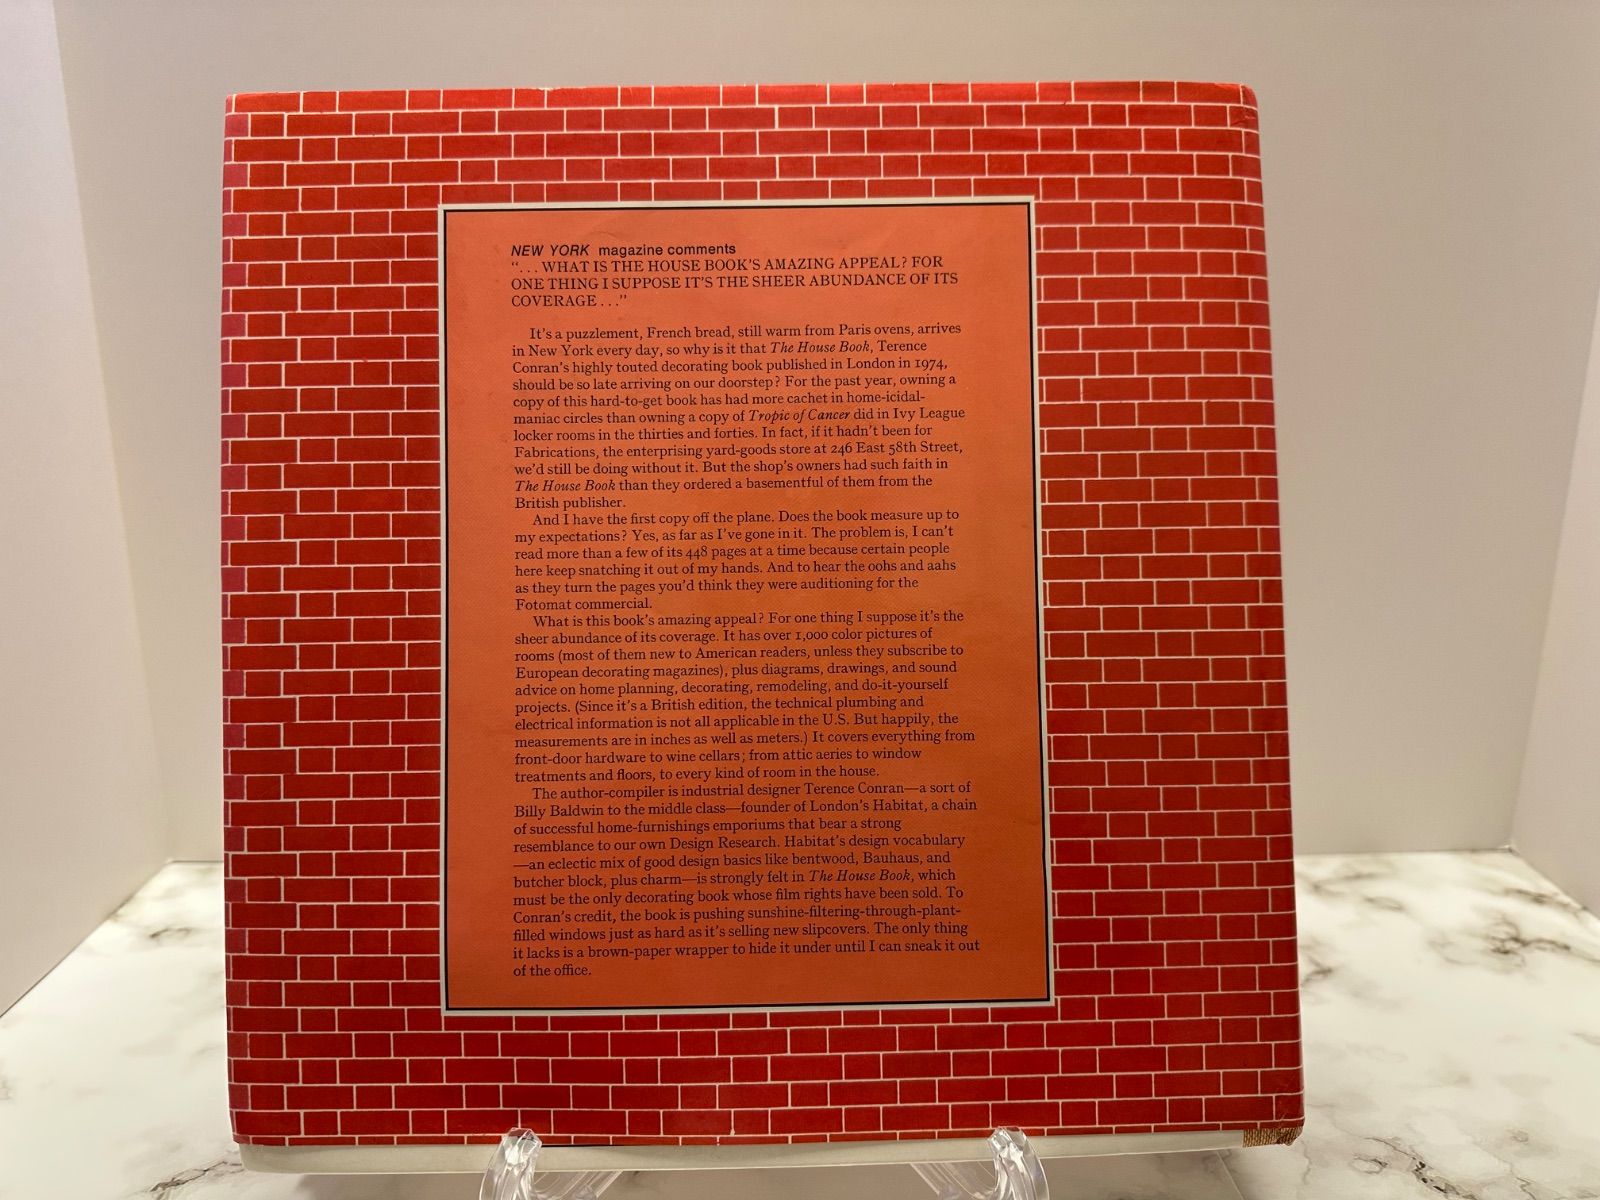 NEW YORK magazine comments
“. . . WHAT IS THE HOUSE BOOK’S AMAZING APPEAL? FOR
ONE THING I SUPPOSE IT’S THE SHEER ABUNDANCE OF ITS
COVERAGE . . .”
It’s a puzzlement, French bread, still warm from Paris ovens, arrives
in New York every day, so why is it that The House Book, Terence
Conran’s highly touted decorating book published in London in 1974,
should be so late arriving on our doorstep? For the past year, owning a
copy of this hard-to-get book has had more cachet in home-icidal-
maniac circles than owning a copy of Tropic of Cancer did in Ivy League
locker rooms in the thirties and forties. In fact, if it hadn’t been for
Fabrications, the enterprising yard-goods store at 246 East 58th Street,
we’d still be doing without it. But the shop’s owners had such faith in
The House Book than they ordered a basementful of them from the
British publisher.
And I have the first copy off the plane. Does the book measure up to
my expectations? Yes, as far as I’ve gone in it. The problem is, I can’t
read more than a few of its 448 pages at a time because certain people
here keep snatching it out of my hands. And to hear the oohs and aahs
as they turn the pages you’d think they were auditioning for the
Fotomat commercial.
What is this book’s amazing appeal? For one thing I suppose it’s the
sheer abundance of its coverage. It has over 1,000 color pictures of
rooms (most of them new to American readers, unless they subscribe to
European decorating magazines), plus diagrams, drawings, and sound
advice on home planning, decorating, remodeling, and do-it-yourself
projects. (Since it’s a British edition, the technical plumbing and
electrical information is not all applicable in the U.S. But happily, the
measurements are in inches as well as meters.) It covers everything from
front-door hardware to wine cellars; from attic aeries to window
treatments and floors, to every kind of room in the house.
The author-compiler is industrial designer Terence Conran—a sort of
Billy Baldwin to the middle class—founder of London’s Habitat, a chain
of successful home-furnishings emporiums that bear a strong
resemblance to our own Design Research. Habitat’s design vocabulary
—an eclectic mix of good design basics like bentwood, Bauhaus, and
butcher block, plus charm—is strongly felt in The House Book, which
must be the only decorating book whose film rights have been sold. To
Conran’s credit, the book is pushing sunshine-filtering-through-plant-
filled windows just as hard as it’s selling new slipcovers. The only thing
it lacks is a brown-paper wrapper to hide it under until I can sneak it out
of the office.